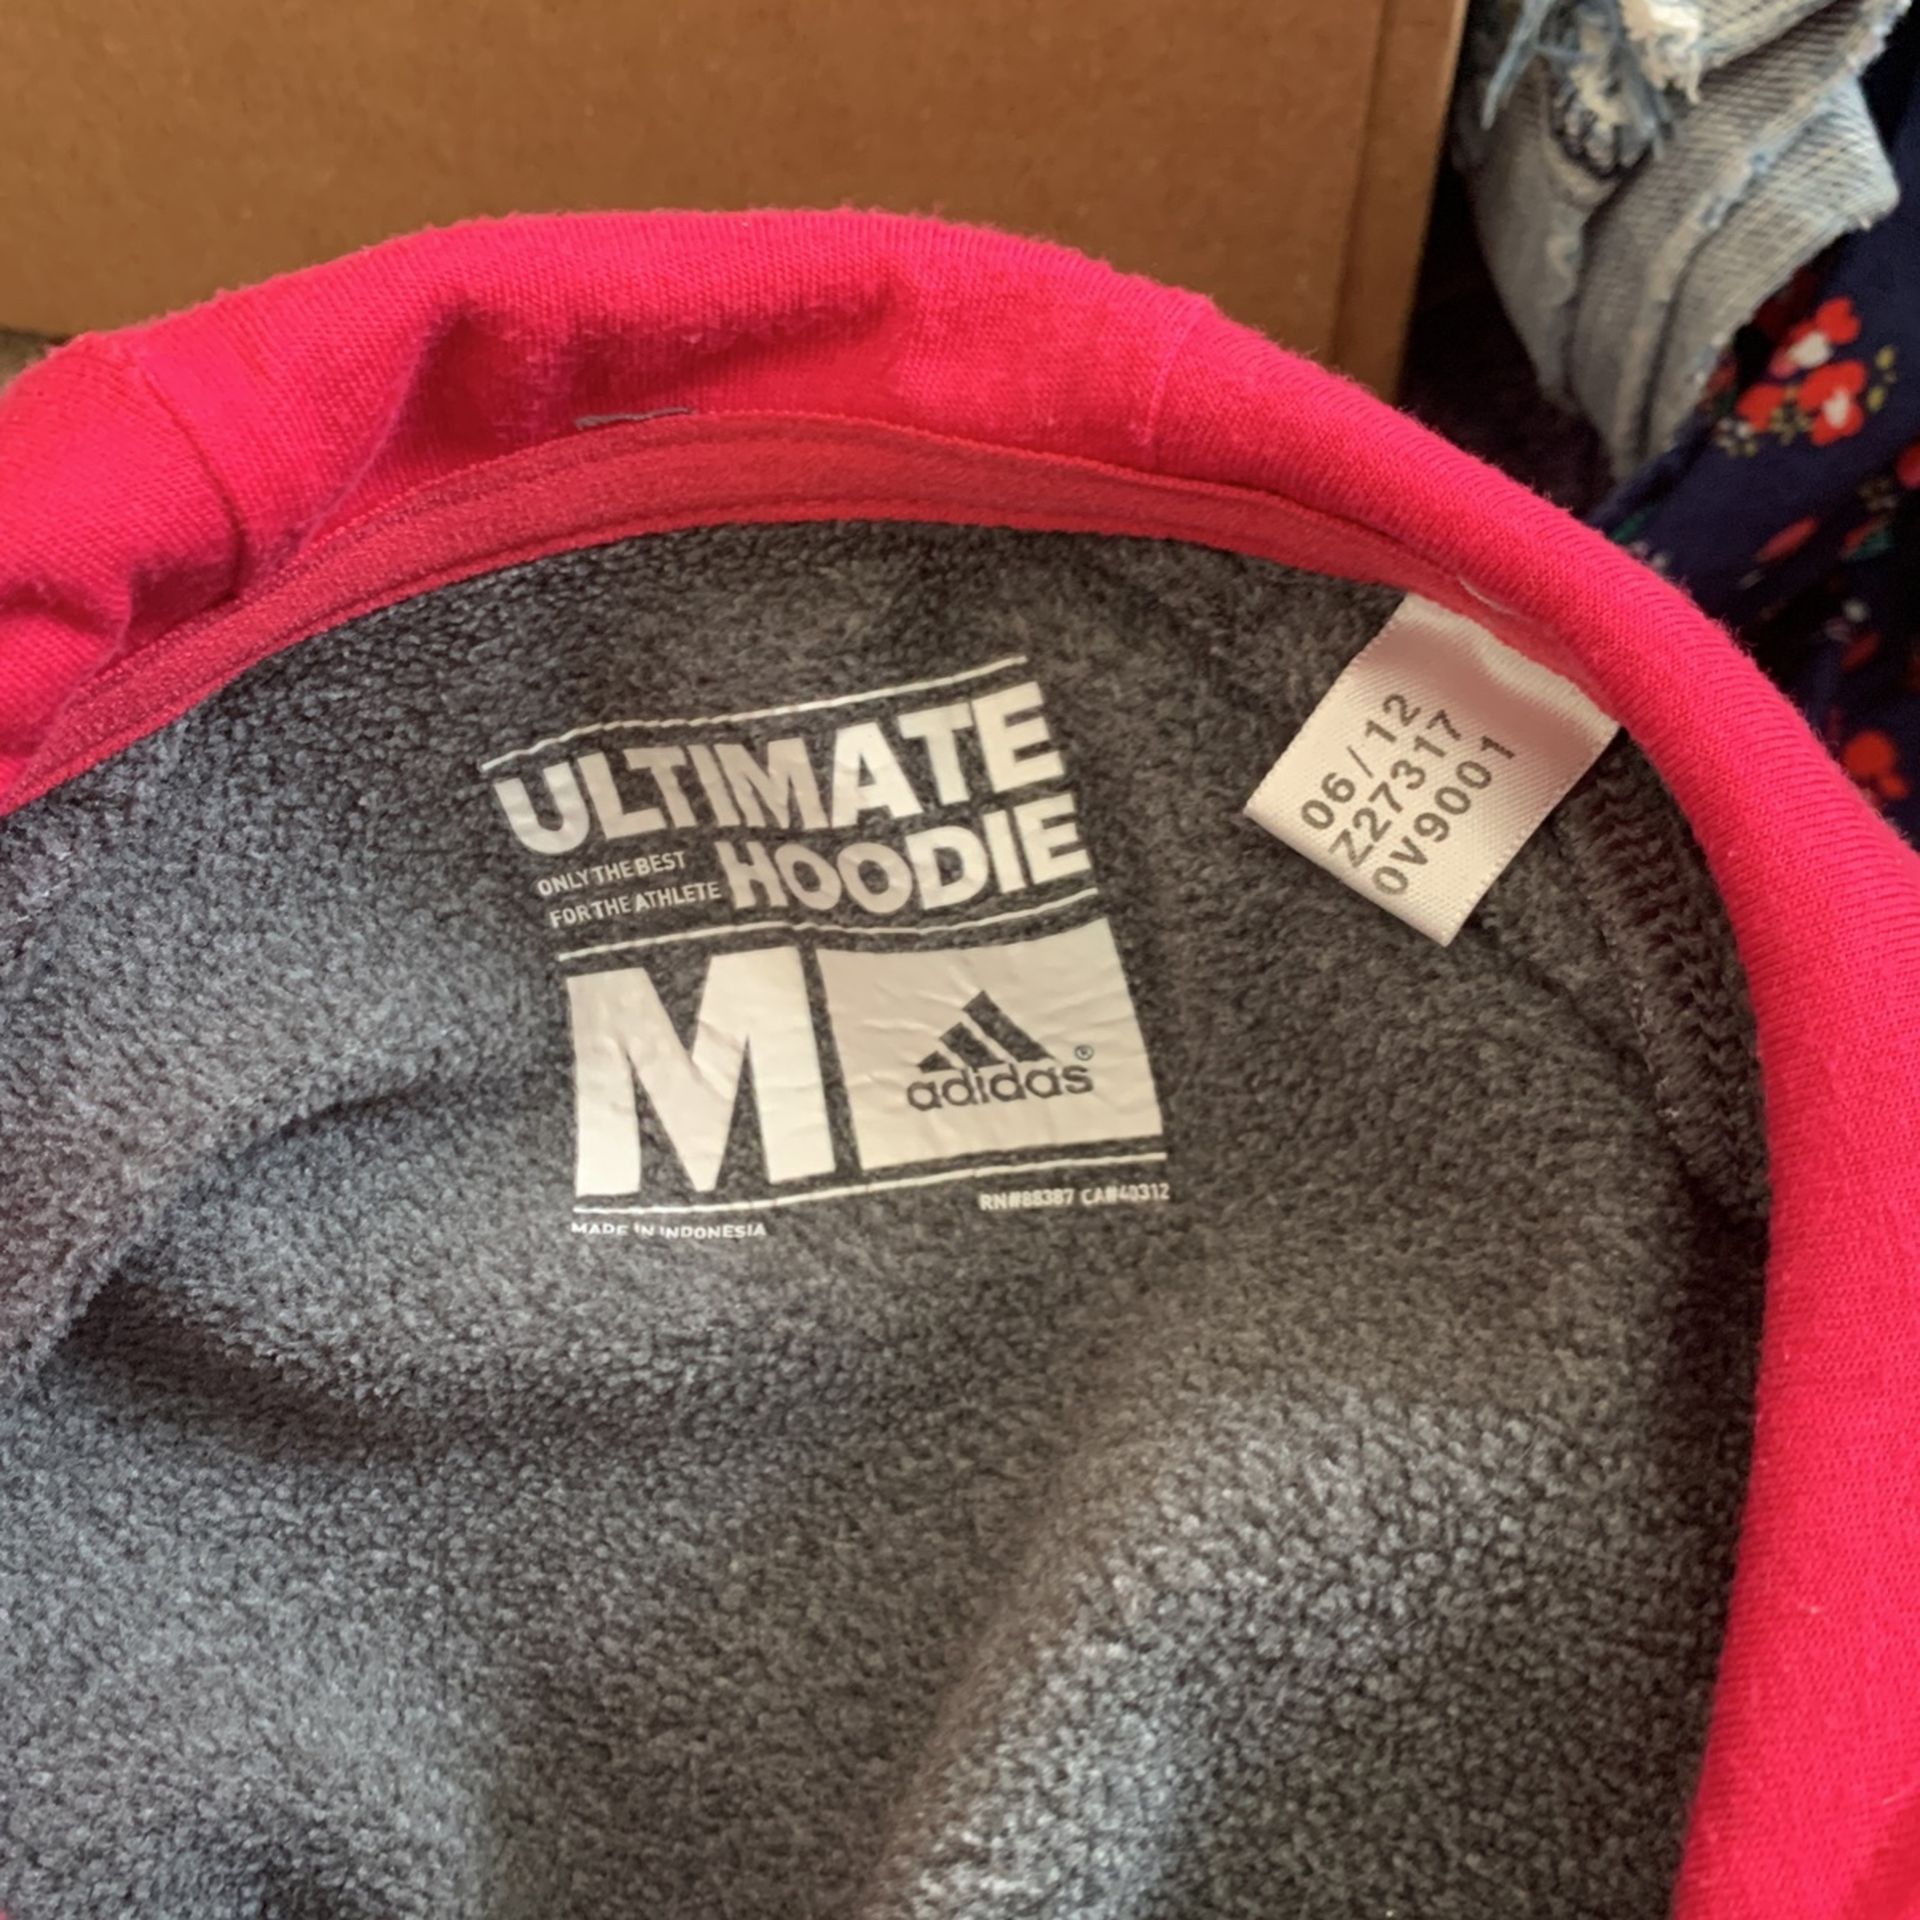 ULTIMATE
ONLY THE BEST
FOR THE ATHLETE
HOODIE
M
adidas®
MADE IN INDONESIA
RN#88387 CA#40312
06/12
Z27317
0V9001